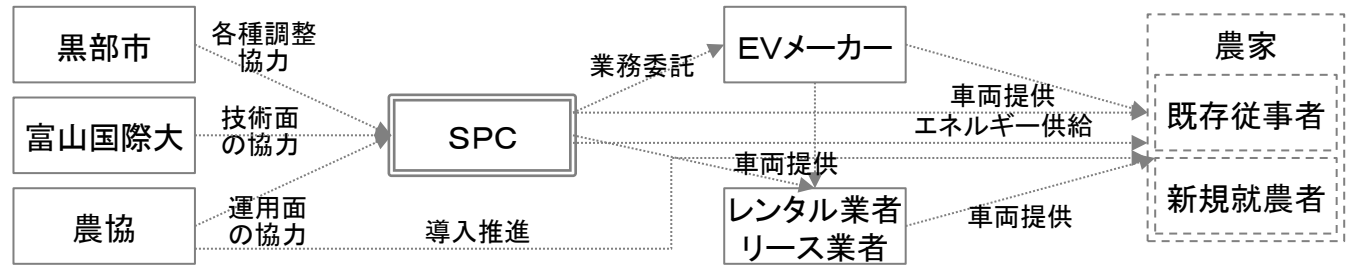 黒部市
富山国際大
農協
各種調整
協力
技術面
の協力
運用面
の協力
導入推進
SPC
業務委託
EVメーカー
車両提供
レンタル業者
リース業者
車両提供
エネルギー供給
車両提供
農家
既存従事者
新規就農者